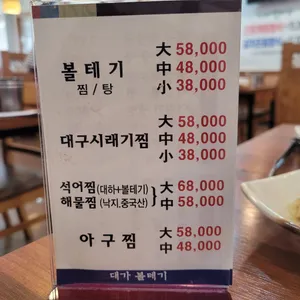 볼테기
찜/탕
大 58,000
中 48,000
小 38,000
대구시래기찜
大 58,000
中 48,000
小 38,000
석어찜(대하+볼테기)
해물찜(낙지,중국산)
大 68,000
中 58,000
아구찜
大 58,000
中 48,000
대가 볼테기